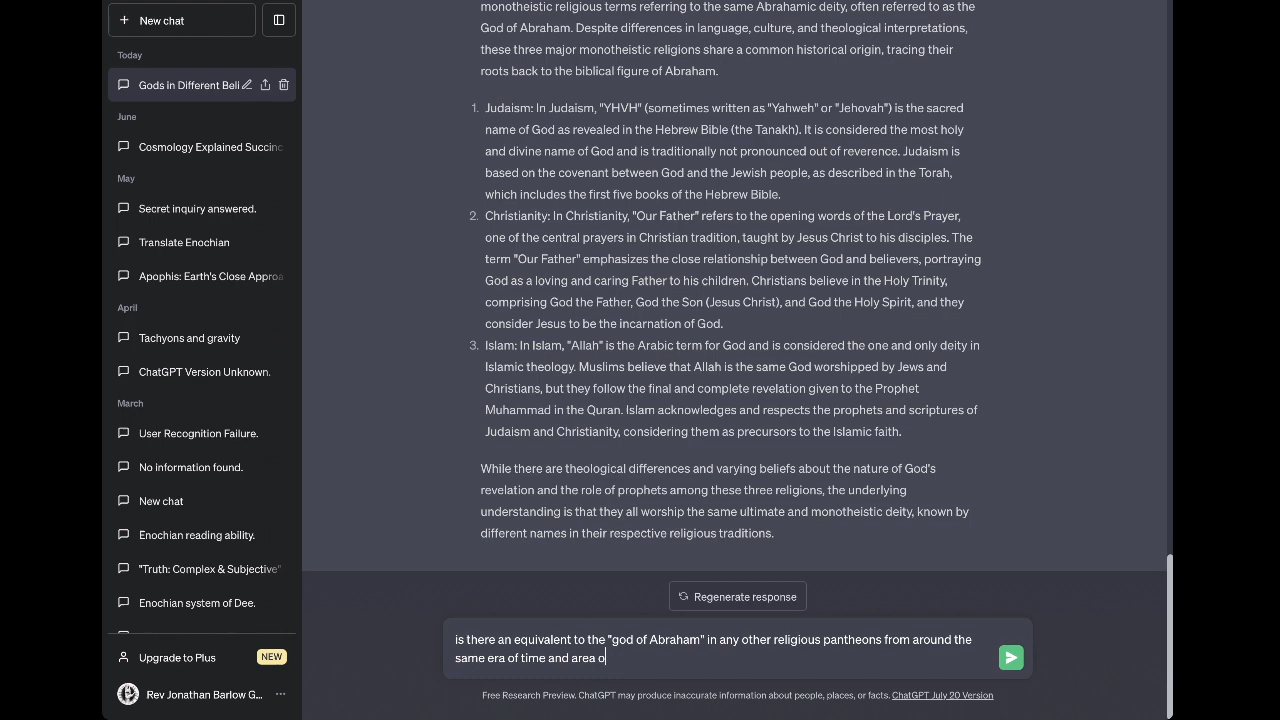 New chat
Today
Gods in Different Beli
June
Cosmology Explained Succinc
May
Secret inquiry answered.
Translate Enochian
Apophis: Earth's Close Approa
April
Tachyons and gravity
ChatGPT Version Unknown.
March
User Recognition Failure.
No information found.
New chat
Enochian reading ability.
"Truth: Complex & Subjective"
Enochian system of Dee.
Upgrade to Plus NEW
Rev Jonathan Barlow G...
monotheistic religious terms referring to the same Abrahamic deity, often referred to as the
God of Abraham. Despite differences in language, culture, and theological interpretations,
these three major monotheistic religions share a common historical origin, tracing their
roots back to the biblical figure of Abraham.
1. Judaism: In Judaism, "YHVH" (sometimes written as "Yahweh" or "Jehovah") is the sacred
name of God as revealed in the Hebrew Bible (the Tanakh). It is considered the most holy
and divine name of God and is traditionally not pronounced out of reverence. Judaism is
based on the covenant between God and the Jewish people, as described in the Torah,
which includes the first five books of the Hebrew Bible.
2. Christianity: In Christianity, "Our Father" refers to the opening words of the Lord's Prayer,
one of the central prayers in Christian tradition, taught by Jesus Christ to his disciples. The
term "Our Father" emphasizes the close relationship between God and believers, portraying
God as a loving and caring Father to his children. Christians believe in the Holy Trinity,
comprising God the Father, God the Son (Jesus Christ), and God the Holy Spirit, and they
consider Jesus to be the incarnation of God.
3. Islam: In Islam, "Allah" is the Arabic term for God and is considered the one and only deity in
Islamic theology. Muslims believe that Allah is the same God worshipped by Jews and
Christians, but they follow the final and complete revelation given to the Prophet
Muhammad in the Quran. Islam acknowledges and respects the prophets and scriptures of
Judaism and Christianity, considering them as precursors to the Islamic faith.
While there are theological differences and varying beliefs about the nature of God's
revelation and the role of prophets among these three religions, the underlying
understanding is that they all worship the same ultimate and monotheistic deity, known by
different names in their respective religious traditions.
Regenerate response
is there an equivalent to the "god of Abraham" in any other religious pantheons from around the
same era of time and area o
Free Research Preview. ChatGPT may produce inaccurate information about people, places, or facts. ChatGPT July 20 Version